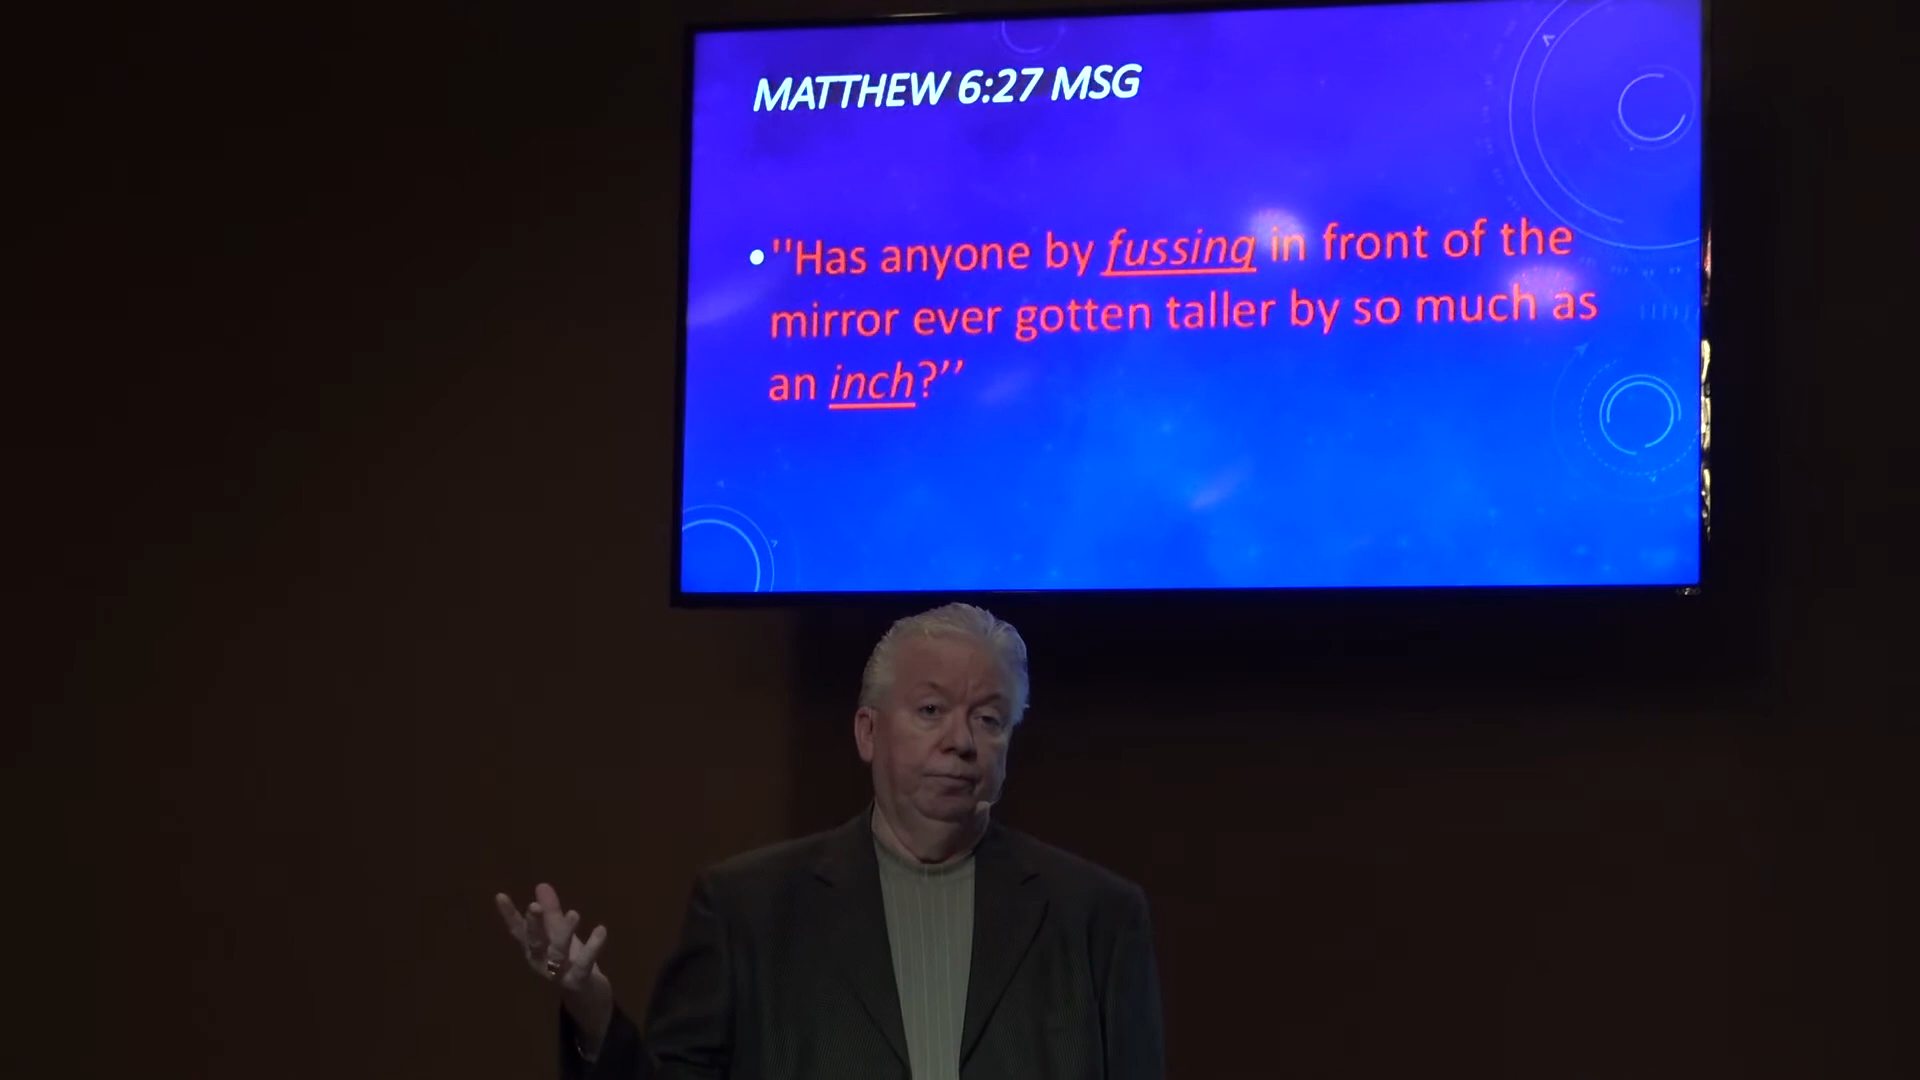 MATTHEW 6:27 MSG
• "Has anyone by fussing in front of the
mirror ever gotten taller by so much as
an inch?’’